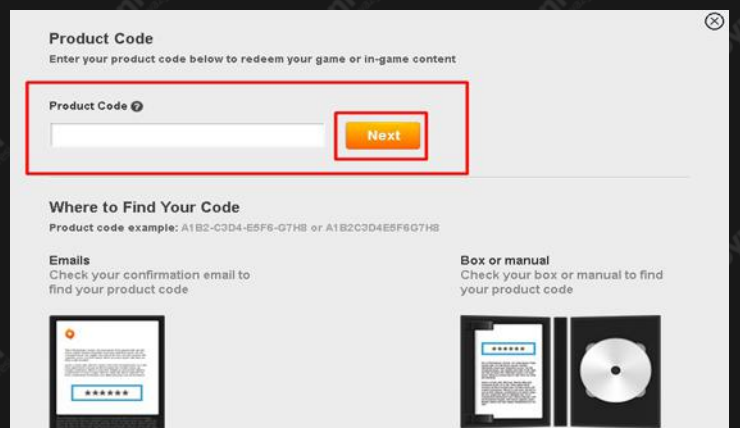 Product Code
Enter your product code below to redeem your game or in-game content
Product Code
Next
Where to Find Your Code
Product code example: A1B2-C3D4-E5F6-G7H8 or A1B2C3D4E5F6G7H8
Emails
Check your confirmation email to
find your product code
Box or manual
Check your box or manual to find
your product code
******
******